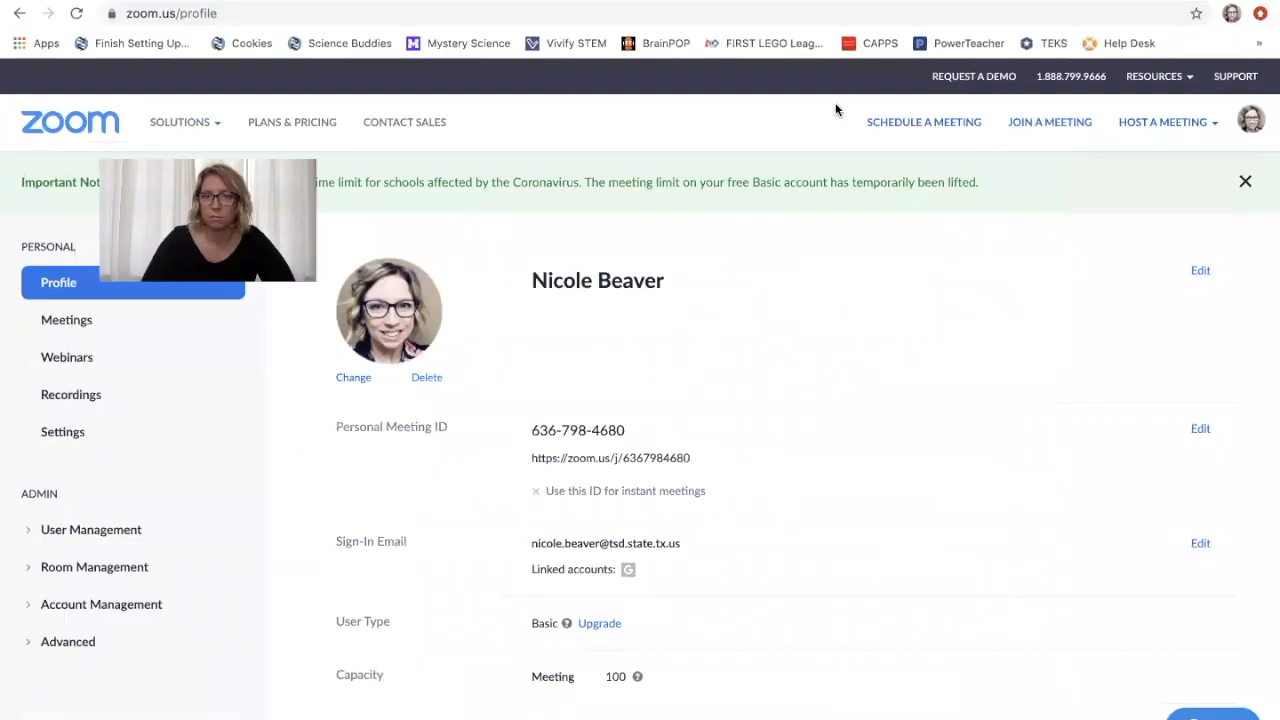 zoom.us/profile
Apps Finish Setting Up... Cookies Science Buddies Mystery Science Vivify STEM BrainPOP FIRST LEGO Leag... CAPPS PowerTeacher TEKS Help Desk »
REQUEST A DEMO 1.888.799.9666 RESOURCES SUPPORT
zoom SOLUTIONS PLANS & PRICING CONTACT SALES SCHEDULE A MEETING JOIN A MEETING HOST A MEETING
Important Not ime limit for schools affected by the Coronavirus. The meeting limit on your free Basic account has temporarily been lifted.
PERSONAL
Profile
Meetings
Webinars
Recordings
Settings
ADMIN
User Management
Room Management
Account Management
Advanced
Nicole Beaver Edit
Change Delete
Personal Meeting ID 636-798-4680 Edit
https://zoom.us/j/6367984680
Use this ID for instant meetings
Sign-In Email nicole.beaver@tsd.state.tx.us Edit
Linked accounts: G
User Type Basic ? Upgrade
Capacity Meeting 100 ?